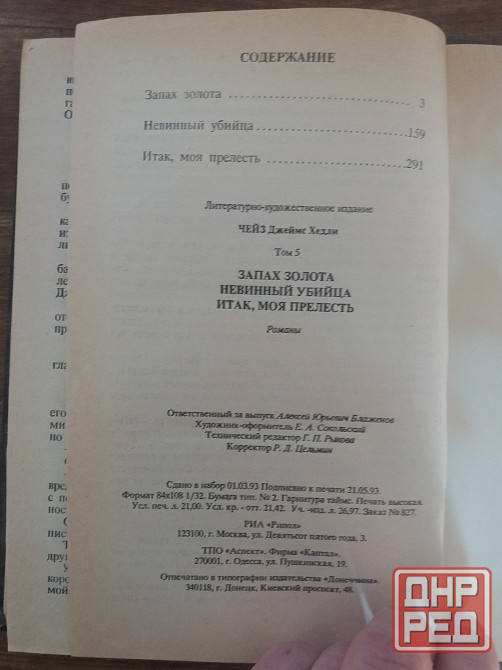 СОДЕРЖАНИЕ
Запах золота 3
Невинный убийца 159
Итак, моя прелесть 291
Литературно-художественное издание
ЧЕЙЗ Джеймс Хедли
Том 5
ЗАПАХ ЗОЛОТА
НЕВИННЫЙ УБИЙЦА
ИТАК, МОЯ ПРЕЛЕСТЬ
Романы
Ответственный за выпуск Алексей Юрьевич Блаженов
Художник-оформитель Е. А. Сокольский
Технический редактор Г. П. Рыкова
Корректор Р. Д. Цельмин
Сдано в набор 01.03.93 Подписано к печати 21.05.93.
Формат 84х108 1/32. Бумага тип. № 2. Гарнитура таймс. Печать высокая.
Усл. печ. л. 21,00. Усл. кр. - отт. 21,42. Уч. -изд. л. 26,97. Заказ № 827.
РИА «Рипол»
123100, г. Москва, ул. Девятьсот пятого года, 3.
ТПО «Аспект». Фирма «Каптал».
270001, г. Одесса, ул. Пушкинская, 19.
Отпечатано в типографии издательства «Донеччина».
340118, г. Донецк, Киевский проспект, 48.
ДНР
РЕД